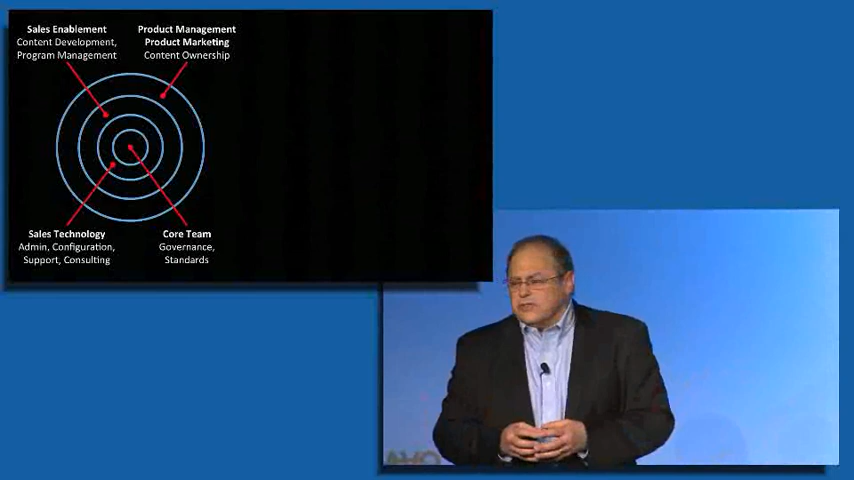 Sales Enablement
Content Development,
Program Management
Product Management
Product Marketing
Content Ownership
Sales Technology
Admin, Configuration,
Support, Consulting
Core Team
Governance,
Standards